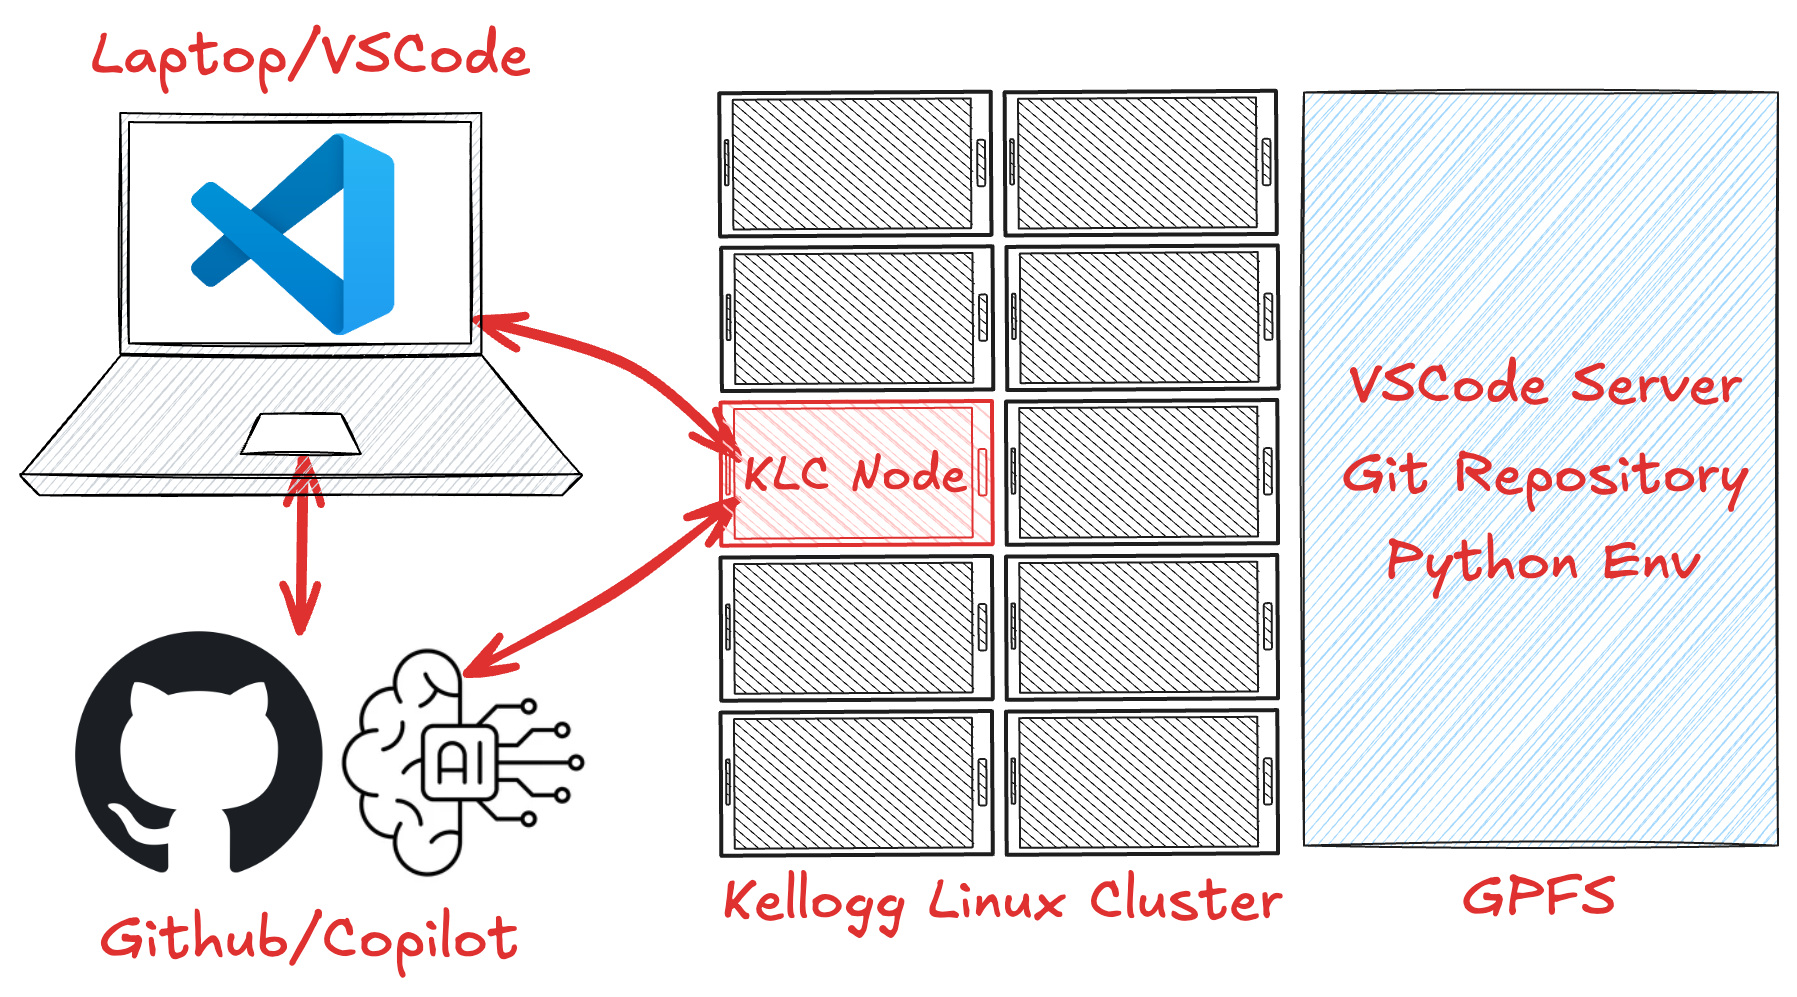 Laptop/VSCode
KLC Node
VSCode Server
Git Repository
Python Env
AI
Github/Copilot
Kellogg Linux Cluster
GPFS